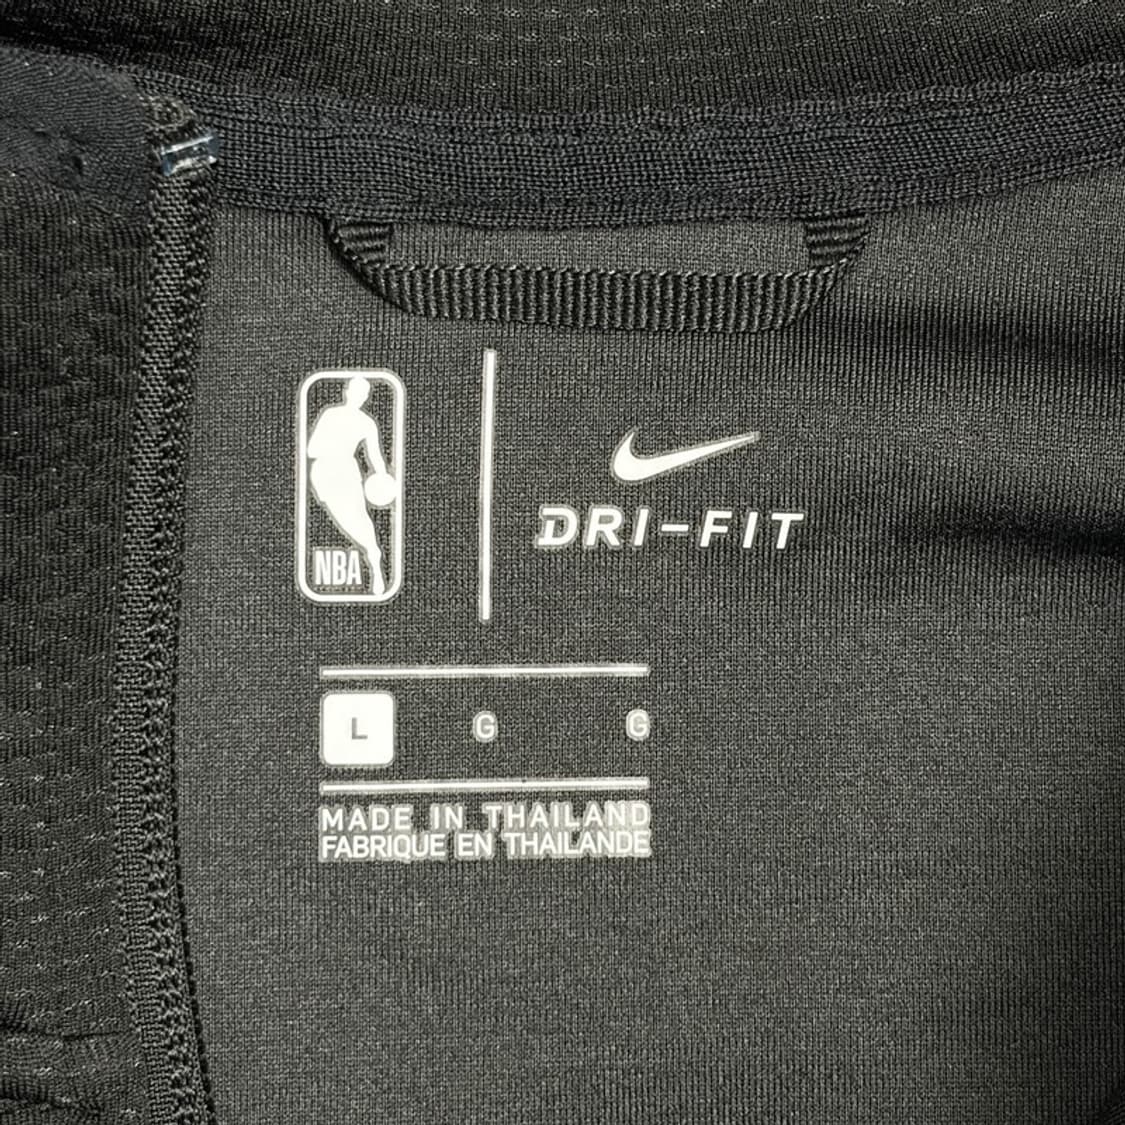 NBA
DRI-FIT
L G G
MADE IN THAILAND
FABRIQUE EN THAILANDE